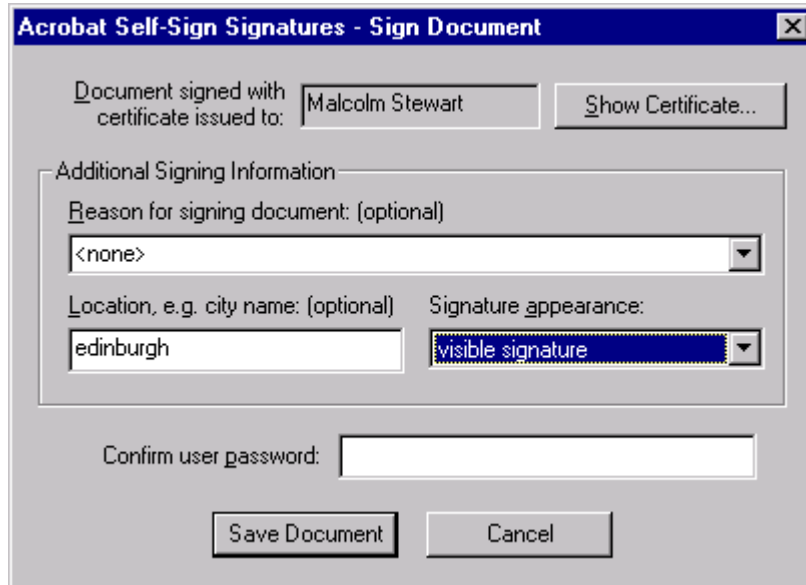 Acrobat Self-Sign Signatures - Sign Document
Document signed with
certificate issued to:
Malcolm Stewart
Show Certificate...
Additional Signing Information
Reason for signing document: (optional)
<none>
Location, e.g. city name: (optional)
Signature appearance:
edinburgh
visible signature
Confirm user password:
Save Document
Cancel